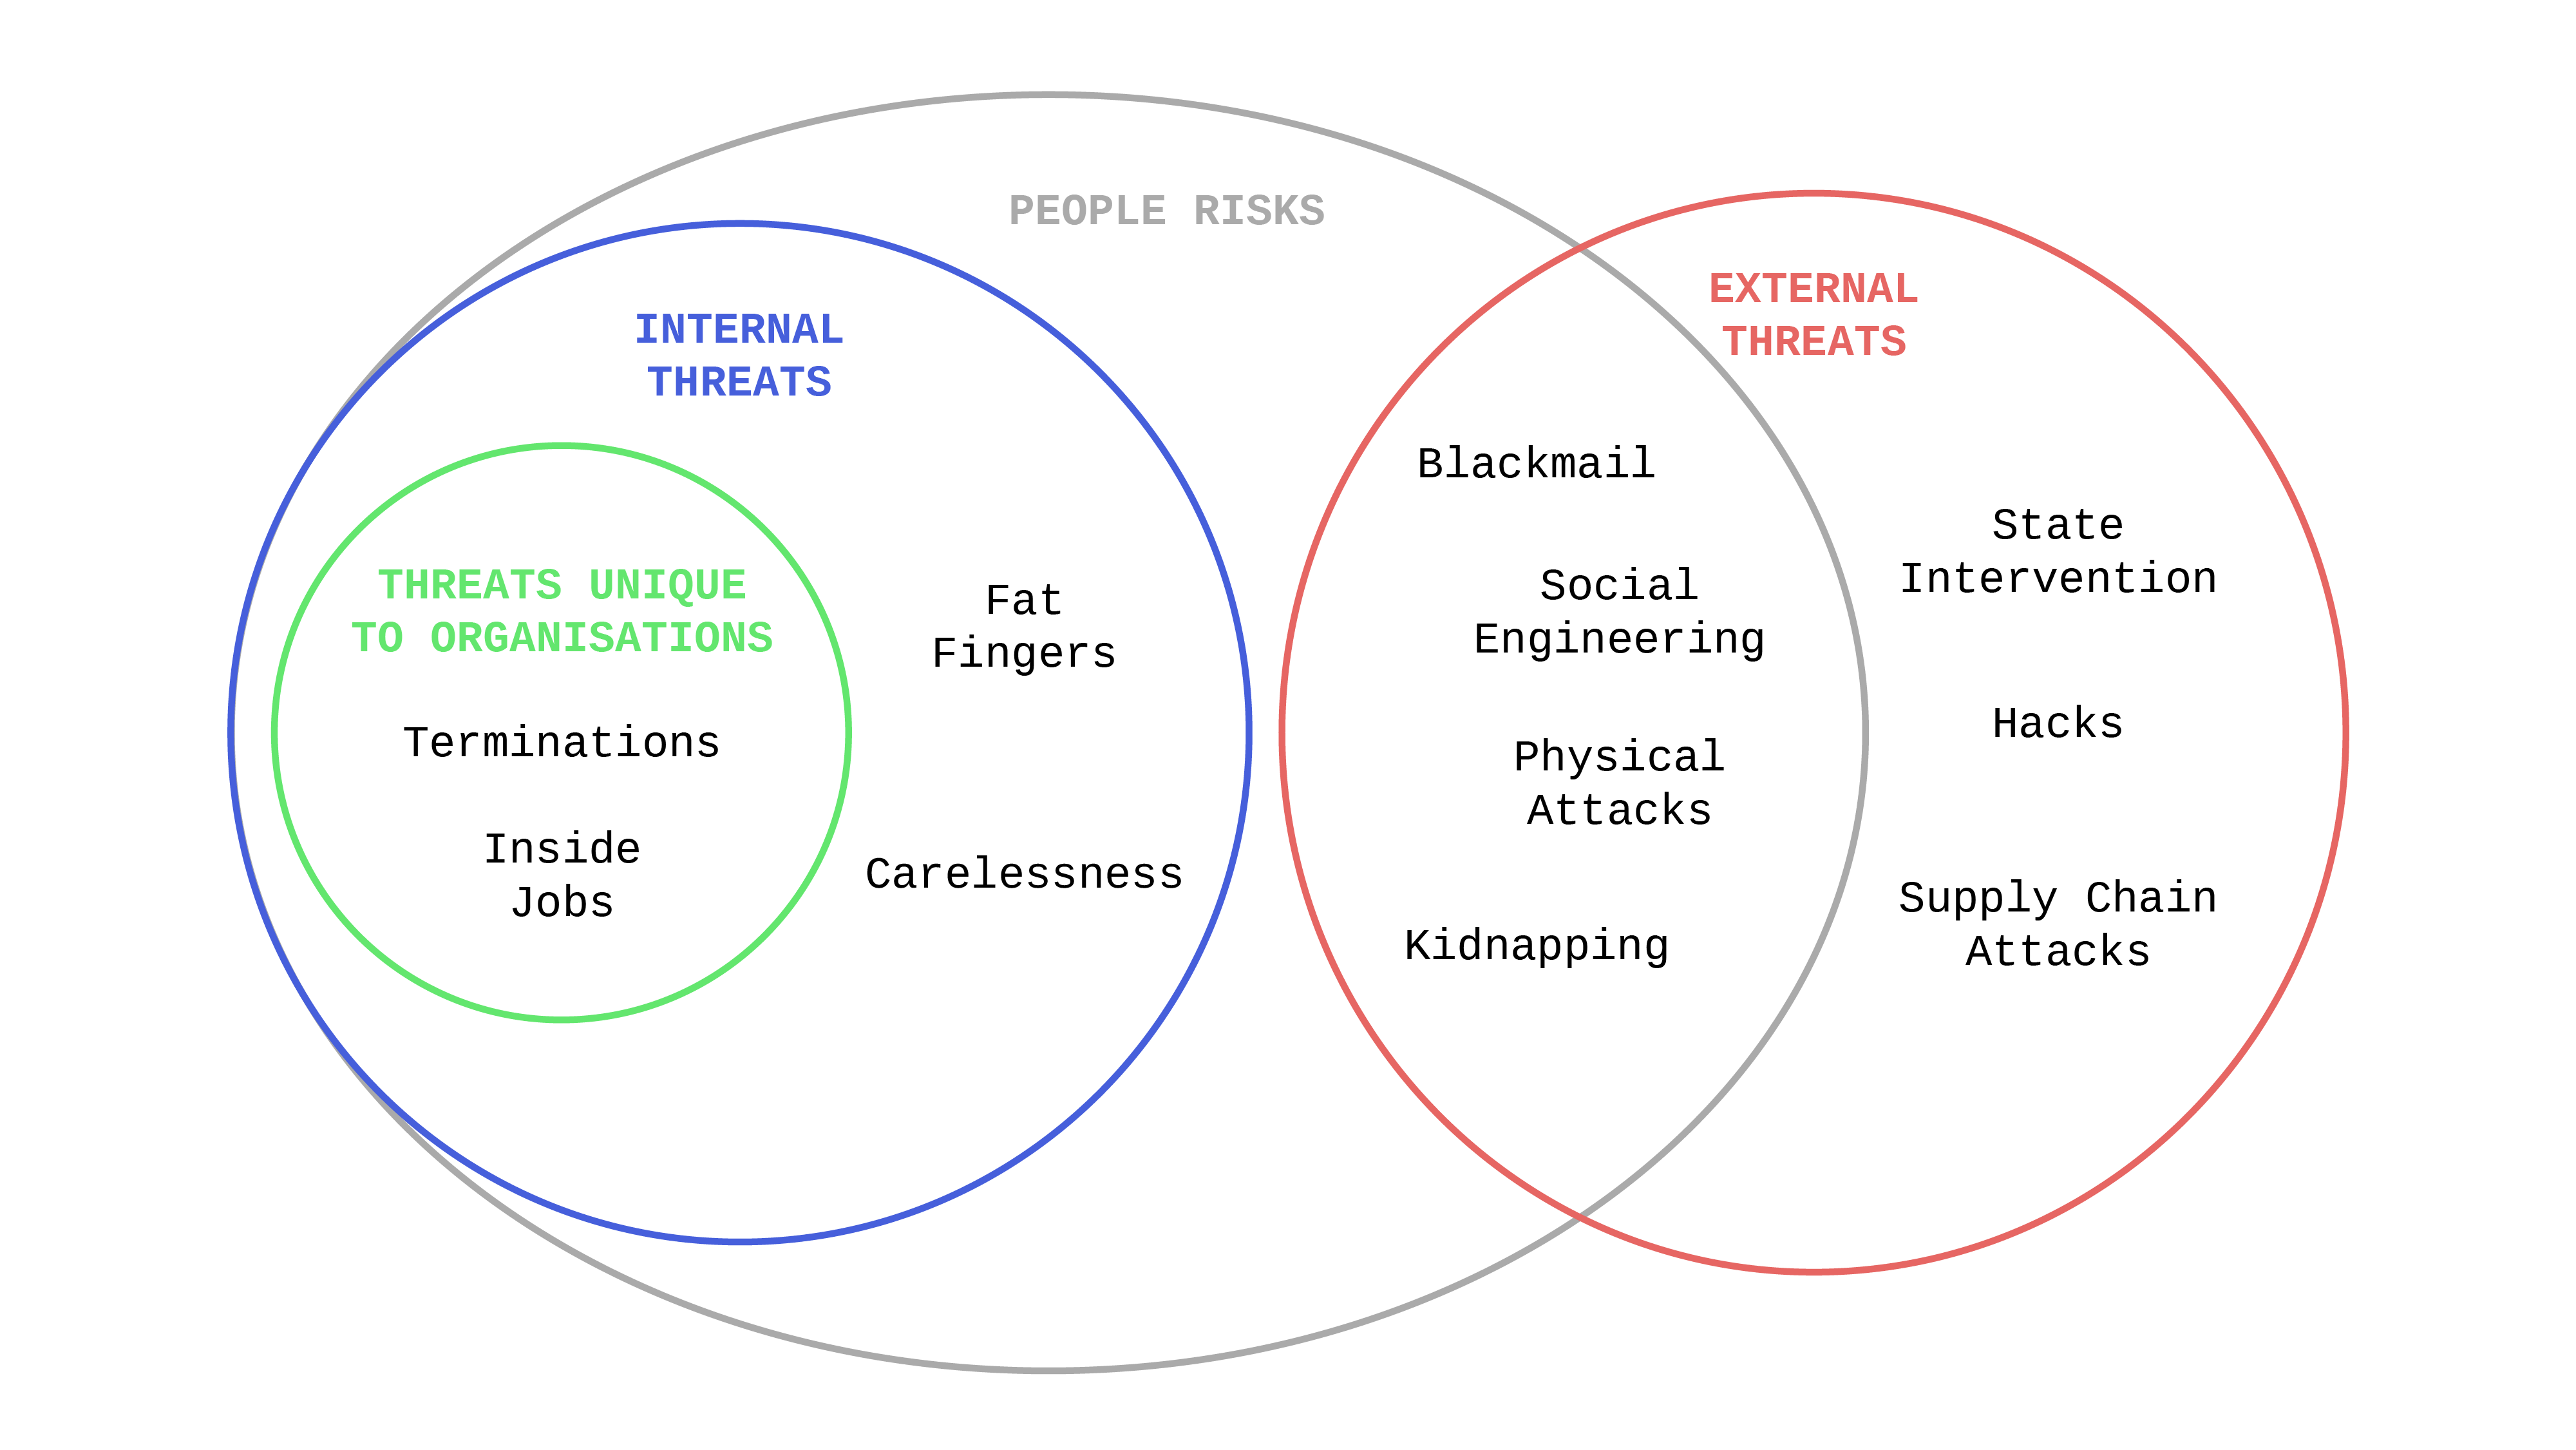 PEOPLE RISKS
INTERNAL
THREATS
THREATS UNIQUE
TO ORGANISATIONS
Terminations
Inside
Jobs
Fat
Fingers
Carelessness
EXTERNAL
THREATS
Blackmail
Social
Engineering
Physical
Attacks
Kidnapping
State
Intervention
Hacks
Supply Chain
Attacks